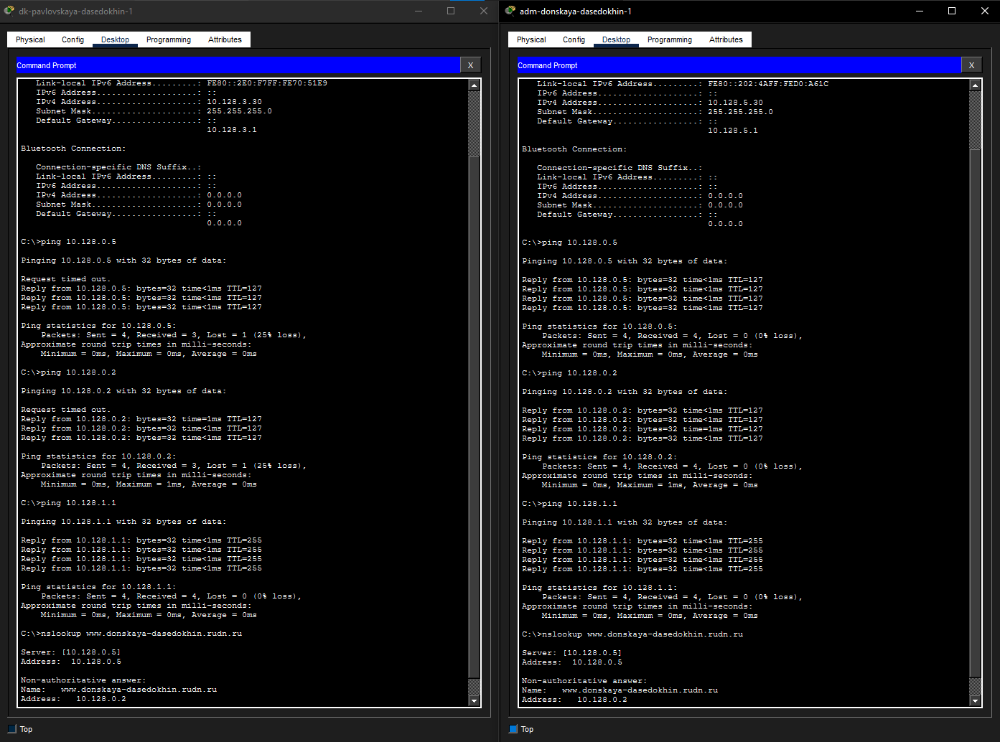 dk-pavlovskaya-dasedokhin-1
Physical Config Desktop Programming Attributes
Command Prompt X
Link-local IPv6 Address.........: FE80::2E0:F7FF:FE70:51E9
IPv6 Address....................: ::
IPv4 Address....................: 10.128.3.30
Subnet Mask.....................: 255.255.255.0
Default Gateway.................: ::
10.128.3.1
Bluetooth Connection:
Connection-specific DNS Suffix..:
Link-local IPv6 Address.........: ::
IPv6 Address....................: ::
IPv4 Address....................: 0.0.0.0
Subnet Mask.....................: 0.0.0.0
Default Gateway.................: ::
0.0.0.0
C:\>ping 10.128.0.5
Pinging 10.128.0.5 with 32 bytes of data:
Request timed out.
Reply from 10.128.0.5: bytes=32 time<1ms TTL=127
Reply from 10.128.0.5: bytes=32 time<1ms TTL=127
Reply from 10.128.0.5: bytes=32 time<1ms TTL=127
Ping statistics for 10.128.0.5:
Packets: Sent = 4, Received = 3, Lost = 1 (25% loss),
Approximate round trip times in milli-seconds:
Minimum = 0ms, Maximum = 0ms, Average = 0ms
C:\>ping 10.128.0.2
Pinging 10.128.0.2 with 32 bytes of data:
Request timed out.
Reply from 10.128.0.2: bytes=32 time=1ms TTL=127
Reply from 10.128.0.2: bytes=32 time<1ms TTL=127
Reply from 10.128.0.2: bytes=32 time<1ms TTL=127
Ping statistics for 10.128.0.2:
Packets: Sent = 4, Received = 3, Lost = 1 (25% loss),
Approximate round trip times in milli-seconds:
Minimum = 0ms, Maximum = 1ms, Average = 0ms
C:\>ping 10.128.1.1
Pinging 10.128.1.1 with 32 bytes of data:
Reply from 10.128.1.1: bytes=32 time<1ms TTL=255
Reply from 10.128.1.1: bytes=32 time<1ms TTL=255
Reply from 10.128.1.1: bytes=32 time<1ms TTL=255
Reply from 10.128.1.1: bytes=32 time<1ms TTL=255
Ping statistics for 10.128.1.1:
Packets: Sent = 4, Received = 4, Lost = 0 (0% loss),
Approximate round trip times in milli-seconds:
Minimum = 0ms, Maximum = 0ms, Average = 0ms
C:\>nslookup www.donskaya-dasedokhin.rudn.ru
Server: [10.128.0.5]
Address:  10.128.0.5
Non-authoritative answer:
Name:   www.donskaya-dasedokhin.rudn.ru
Address:   10.128.0.2
Top
adm-donskaya-dasedokhin-1
Physical Config Desktop Programming Attributes
Command Prompt X
Link-local IPv6 Address.........: FE80::202:4AFF:FED0:A61C
IPv6 Address....................: ::
IPv4 Address....................: 10.128.5.30
Subnet Mask.....................: 255.255.255.0
Default Gateway.................: ::
10.128.5.1
Bluetooth Connection:
Connection-specific DNS Suffix..:
Link-local IPv6 Address.........: ::
IPv6 Address....................: ::
IPv4 Address....................: 0.0.0.0
Subnet Mask.....................: 0.0.0.0
Default Gateway.................: ::
0.0.0.0
C:\>ping 10.128.0.5
Pinging 10.128.0.5 with 32 bytes of data:
Reply from 10.128.0.5: bytes=32 time<1ms TTL=127
Reply from 10.128.0.5: bytes=32 time<1ms TTL=127
Reply from 10.128.0.5: bytes=32 time<1ms TTL=127
Reply from 10.128.0.5: bytes=32 time<1ms TTL=127
Ping statistics for 10.128.0.5:
Packets: Sent = 4, Received = 4, Lost = 0 (0% loss),
Approximate round trip times in milli-seconds:
Minimum = 0ms, Maximum = 0ms, Average = 0ms
C:\>ping 10.128.0.2
Pinging 10.128.0.2 with 32 bytes of data:
Reply from 10.128.0.2: bytes=32 time<1ms TTL=127
Reply from 10.128.0.2: bytes=32 time<1ms TTL=127
Reply from 10.128.0.2: bytes=32 time=1ms TTL=127
Reply from 10.128.0.2: bytes=32 time<1ms TTL=127
Ping statistics for 10.128.0.2:
Packets: Sent = 4, Received = 4, Lost = 0 (0% loss),
Approximate round trip times in milli-seconds:
Minimum = 0ms, Maximum = 1ms, Average = 0ms
C:\>ping 10.128.1.1
Pinging 10.128.1.1 with 32 bytes of data:
Reply from 10.128.1.1: bytes=32 time<1ms TTL=255
Reply from 10.128.1.1: bytes=32 time<1ms TTL=255
Reply from 10.128.1.1: bytes=32 time<1ms TTL=255
Reply from 10.128.1.1: bytes=32 time<1ms TTL=255
Ping statistics for 10.128.1.1:
Packets: Sent = 4, Received = 4, Lost = 0 (0% loss),
Approximate round trip times in milli-seconds:
Minimum = 0ms, Maximum = 0ms, Average = 0ms
C:\>nslookup www.donskaya-dasedokhin.rudn.ru
Server: [10.128.0.5]
Address:  10.128.0.5
Non-authoritative answer:
Name:   www.donskaya-dasedokhin.rudn.ru
Address:   10.128.0.2
Top